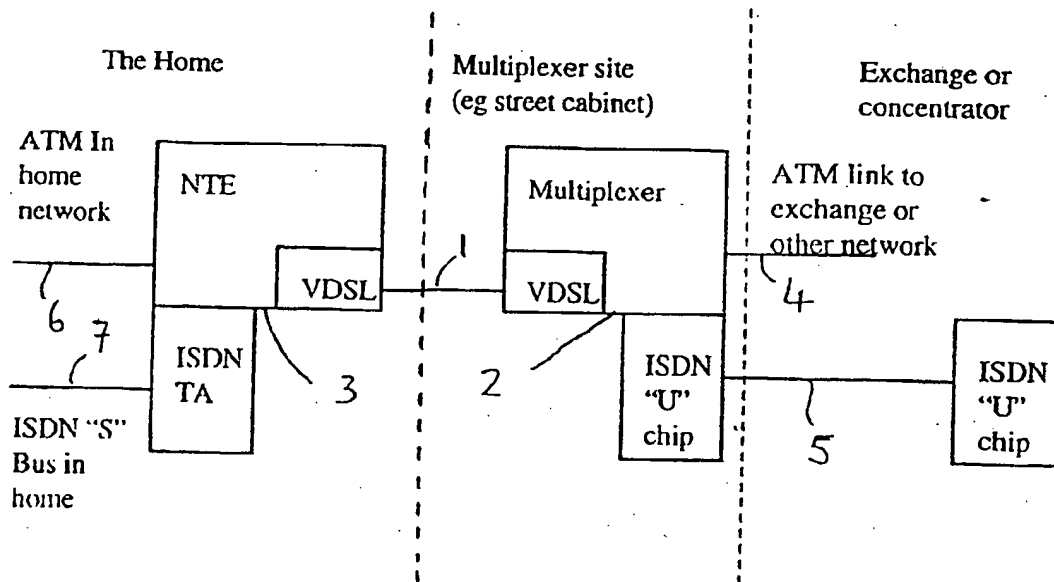 The Home
Multiplexer site
(eg street cabinet)
Exchange or
concentrator
ATM In
home
network
NTE
VDSL
1
Multiplexer
VDSL
ATM link to
exchange or
other network
4
6
7
ISDN
TA
3
2
ISDN
“U”
chip
5
ISDN
“U”
chip
ISDN “S”
Bus in
home